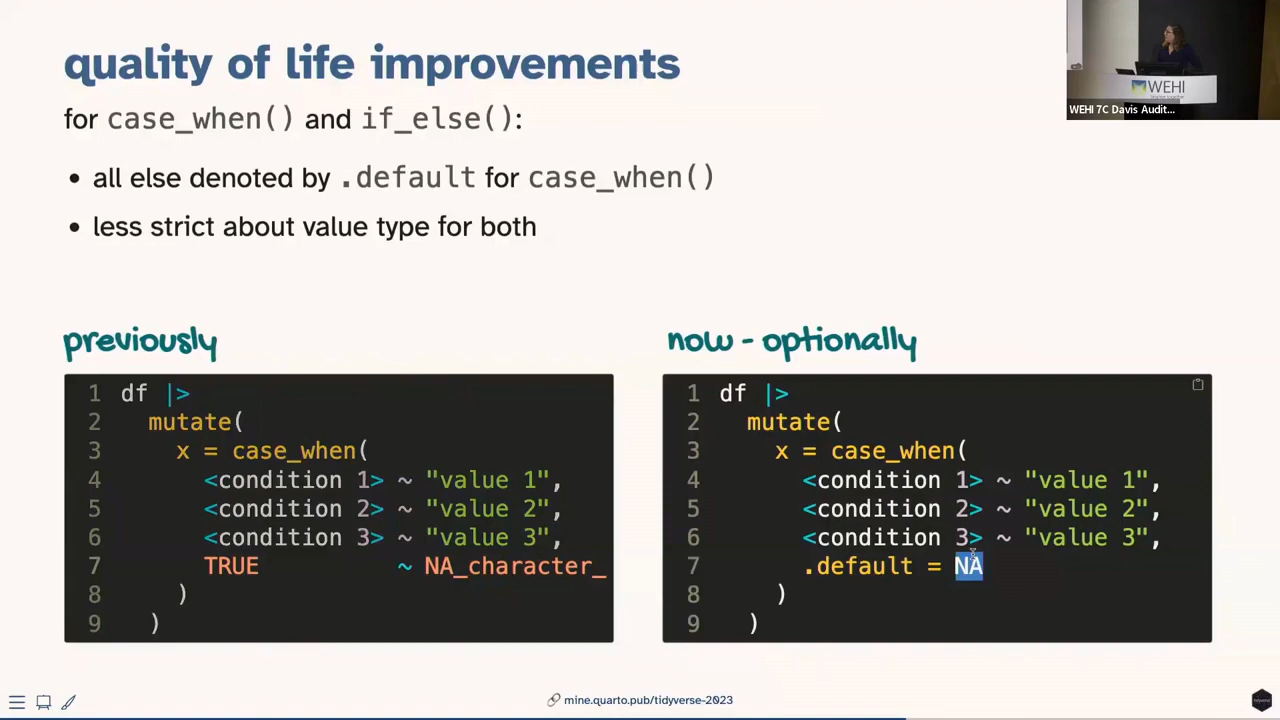 quality of life improvements
for case_when() and if_else():
• all else denoted by .default for case_when()
• less strict about value type for both
previously
1 df |>
2   mutate(
3     x = case_when(
4       <condition 1> ~ "value 1",
5       <condition 2> ~ "value 2",
6       <condition 3> ~ "value 3",
7       TRUE          ~ NA_character_
8     )
9   )
now - optionally
1 df |>
2   mutate(
3     x = case_when(
4       <condition 1> ~ "value 1",
5       <condition 2> ~ "value 2",
6       <condition 3> ~ "value 3",
7       .default = NA
8     )
9   )
mine.quarto.pub/tidyverse-2023
WEHI
WEHI 7C Davis Audit...